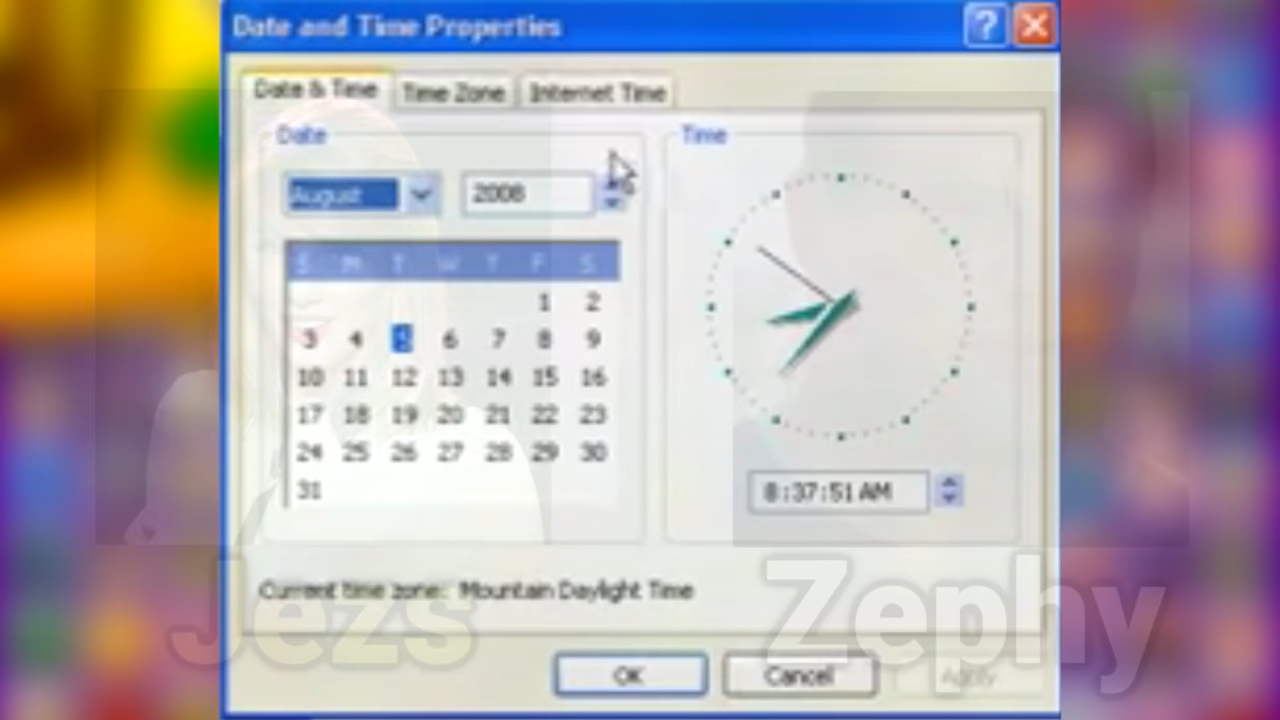 Date and Time Properties
Date & Time Time Zone Internet Time
Date Time
August 2008
S M T W T F S
1 2
3 4 5 6 7 8 9
10 11 12 13 14 15 16
17 18 19 20 21 22 23
24 25 26 27 28 29 30
31
8:37:51 AM
Current time zone: Mountain Daylight Time
Jezs Zephy
OK Cancel Apply